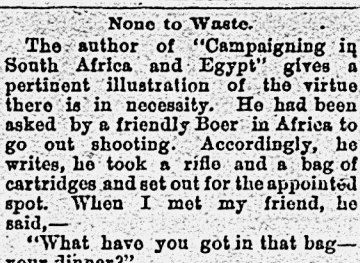 None to Waste.
The author of "Campaigning in
South Africa and Egypt" gives a
pertinent illustration of the virtue
there is in necessity. He had been
asked by a friendly Boer in Africa to
go out shooting. Accordingly, he
writes, he took a rifle and a bag of
cartridges and set out for the appointed
spot. When I met my friend, he
said,—
"What have you got in that bag—
your dinner?"